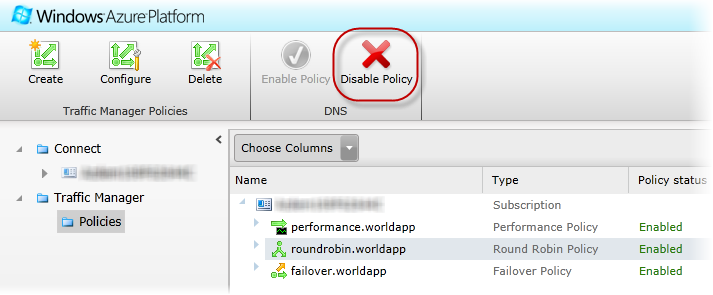 Windows Azure Platform
Create Configure Delete Enable Policy Disable Policy
Traffic Manager Policies DNS
Connect
Traffic Manager
Policies
Choose Columns
Name Type Policy status
Subscription
performance.worldapp Performance Policy Enabled
roundrobin.worldapp Round Robin Policy Enabled
failover.worldapp Failover Policy Enabled